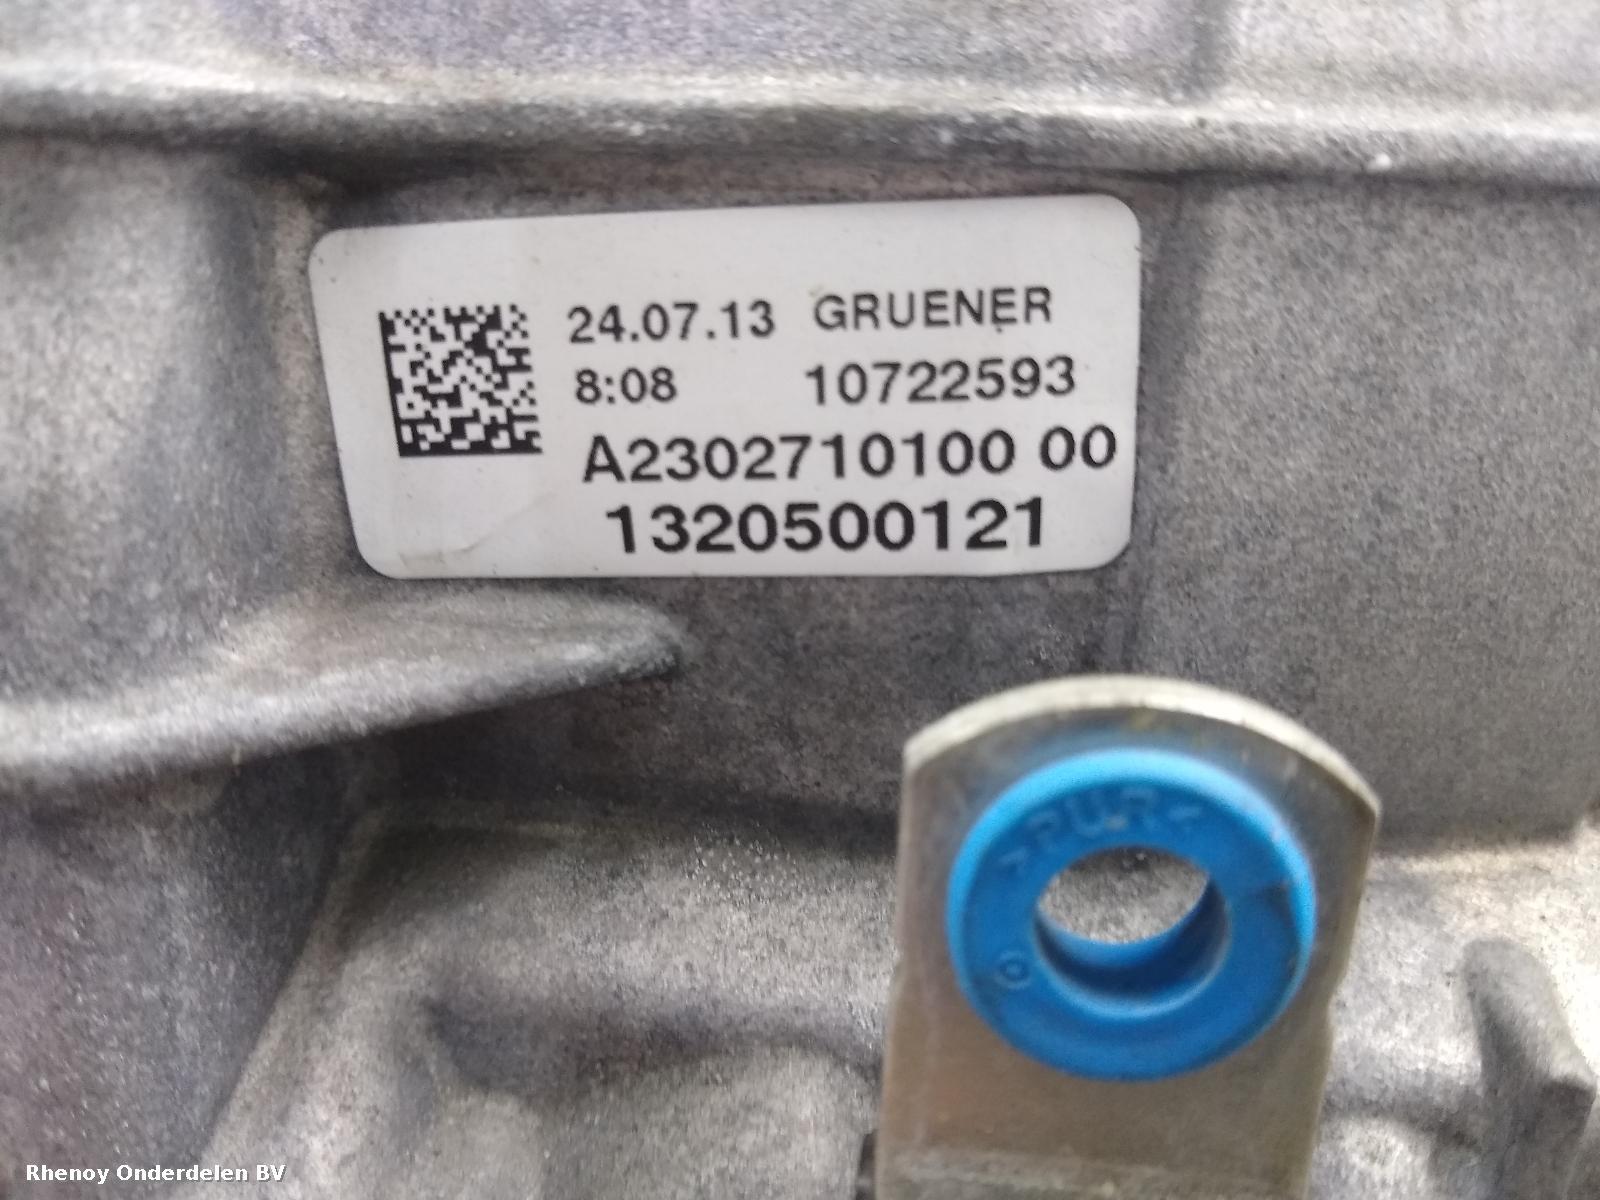 24.07.13 GRUENER
8:08 10722593
A2302710100 00
1320500121
>PUR<
Rhenoy Onderdelen BV